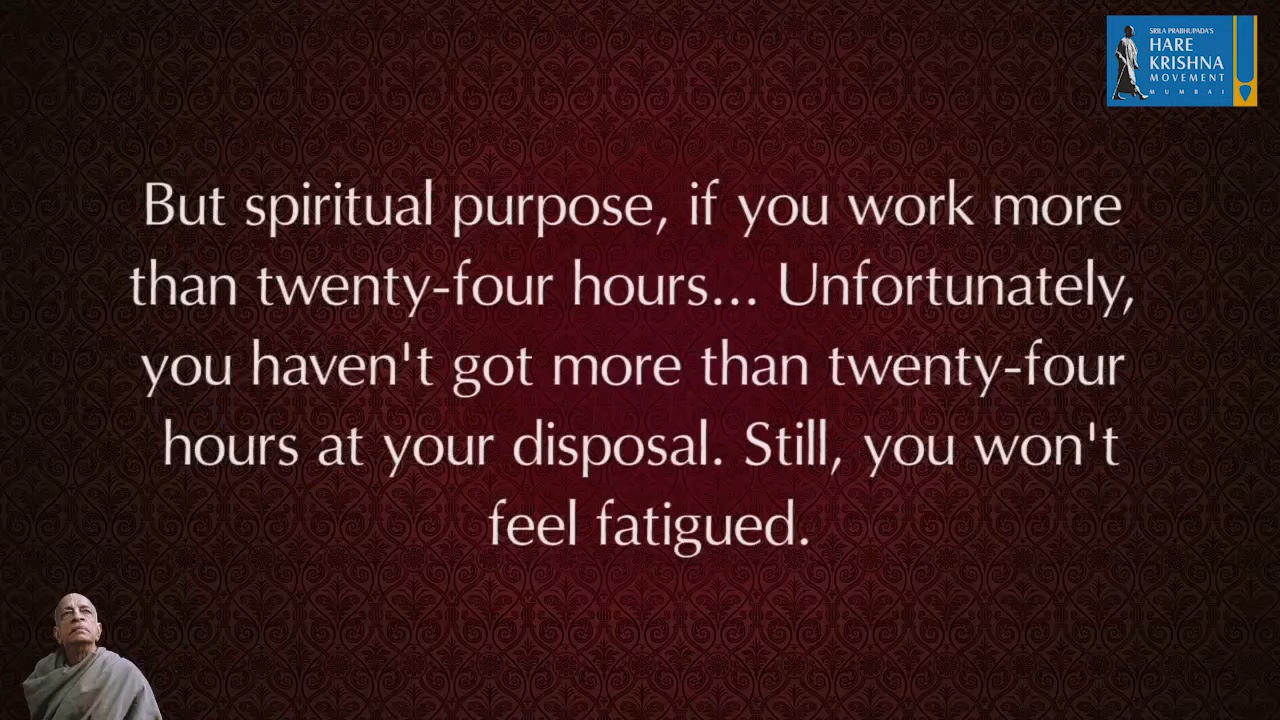 SRILA PRABHUPADA'S
HARE
KRISHNA
MOVEMENT
MUMBAI
But spiritual purpose, if you work more
than twenty-four hours... Unfortunately,
you haven't got more than twenty-four
hours at your disposal. Still, you won't
feel fatigued.